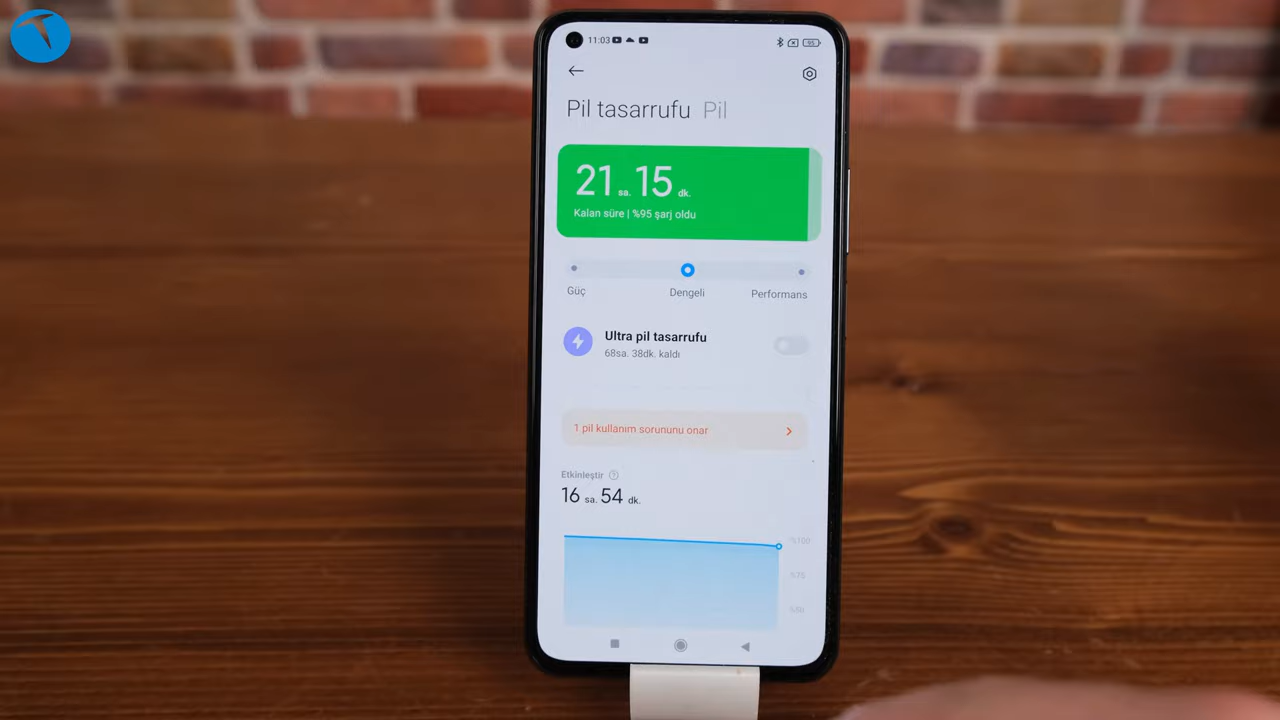 11:03
95
Pil tasarrufu Pil
21 sa. 15 dk.
Kalan süre | %95 şarj oldu
Güç
Dengeli
Performans
Ultra pil tasarrufu
68sa. 38dk. kaldı
1 pil kullanım sorununu onar
Etkinleştir ?
16 sa. 54 dk.
%100
%75
%50